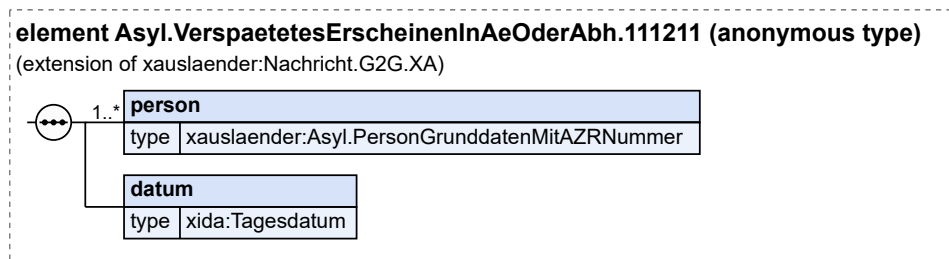 element Asyl.VerspaetetesErscheinenInAeOderAbh.111211 (anonymous type)
(extension of xauslaender:Nachricht.G2G.XA)
1..* person
type xauslaender:Asyl.PersonGrunddatenMitAZRNummer
datum
type xida:Tagesdatum